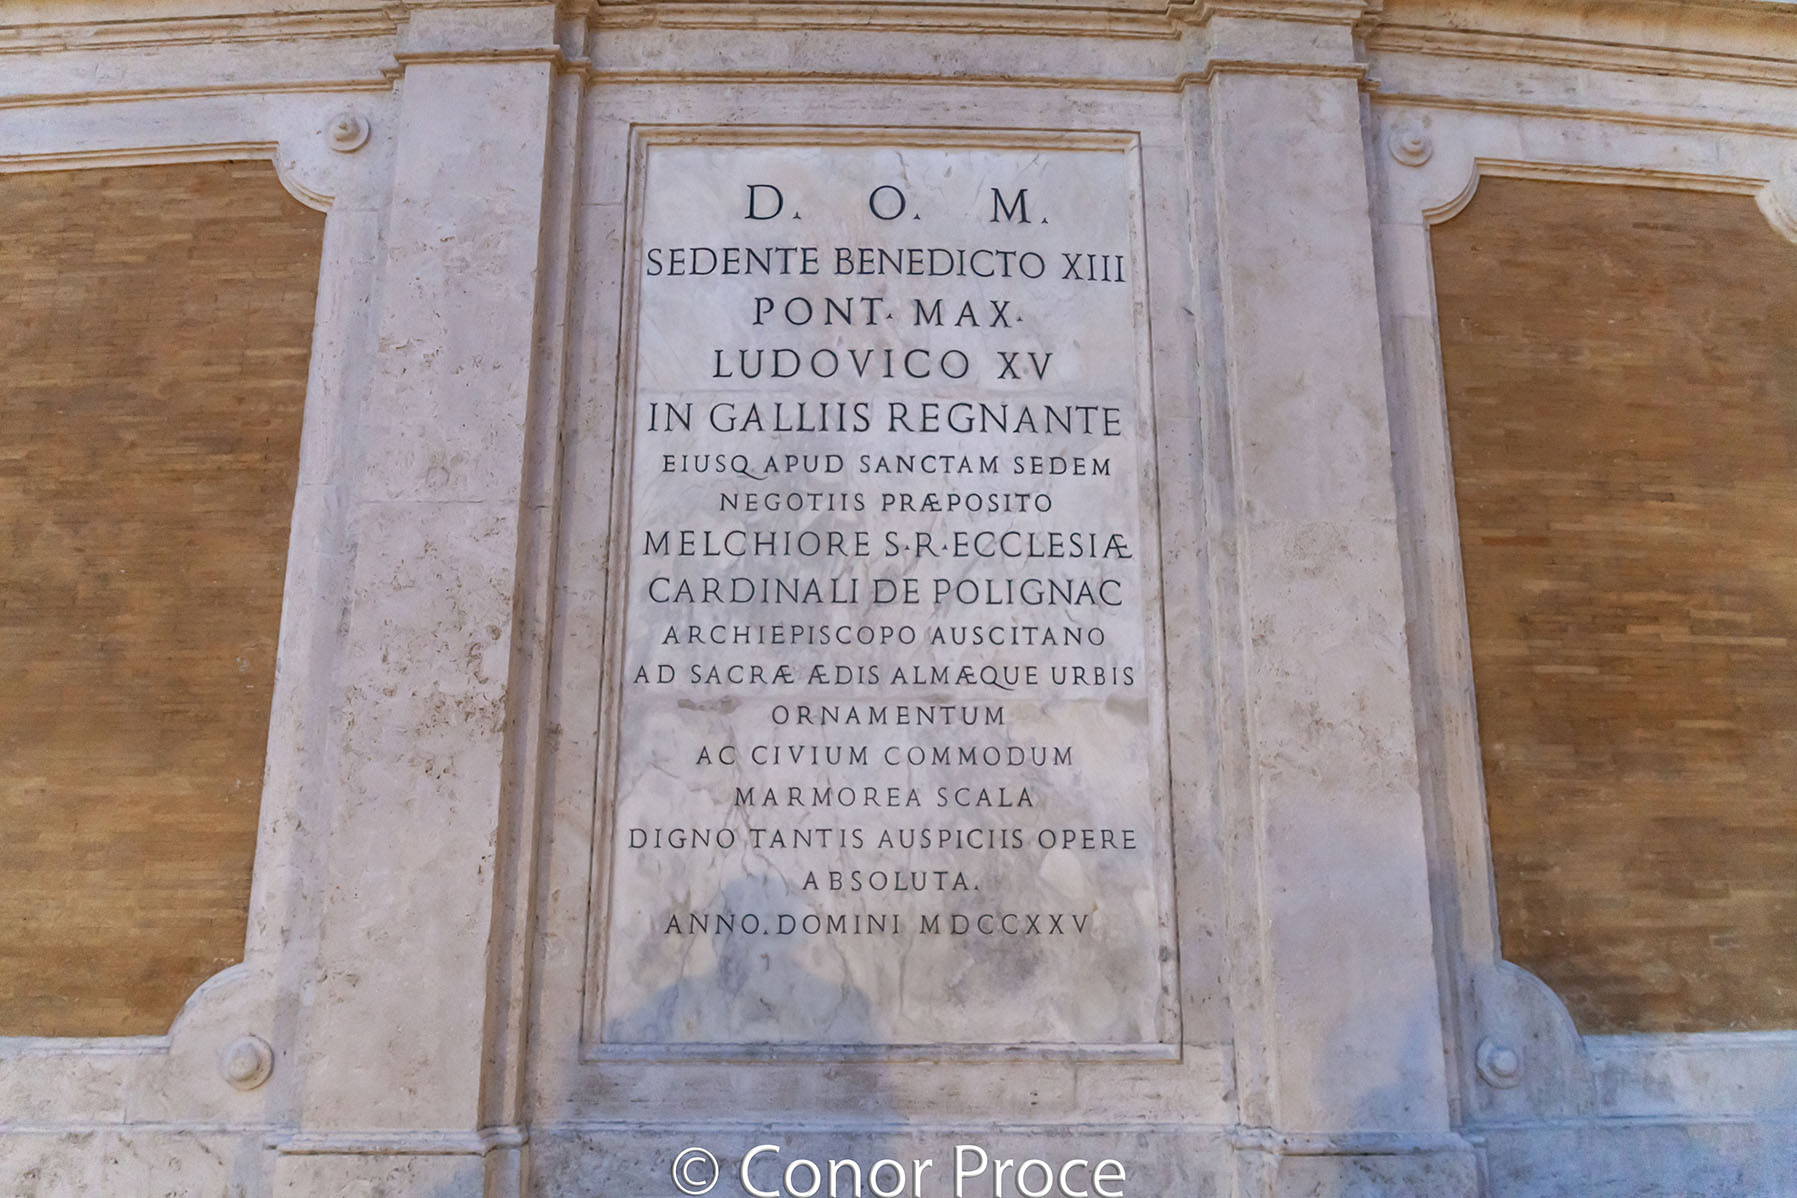 D. O. M.
SEDENTE BENEDICTO XIII
PONT· MAX·
LUDOVICO XV
IN GALLIIS REGNANTE
EIUSQ. APUD SANCTAM SEDEM
NEGOTIIS PRÆPOSITO
MELCHIORE S·R·ECCLESIÆ
CARDINALI DE POLIGNAC
ARCHIEPISCOPO AUSCITANO
AD SACRÆ ÆDIS ALMÆQUE URBIS
ORNAMENTUM
AC CIVIUM COMMODUM
MARMOREA SCALA
DIGNO TANTIS AUSPICIIS OPERE
ABSOLUTA.
ANNO.DOMINI MDCCXXV
© Conor Proce